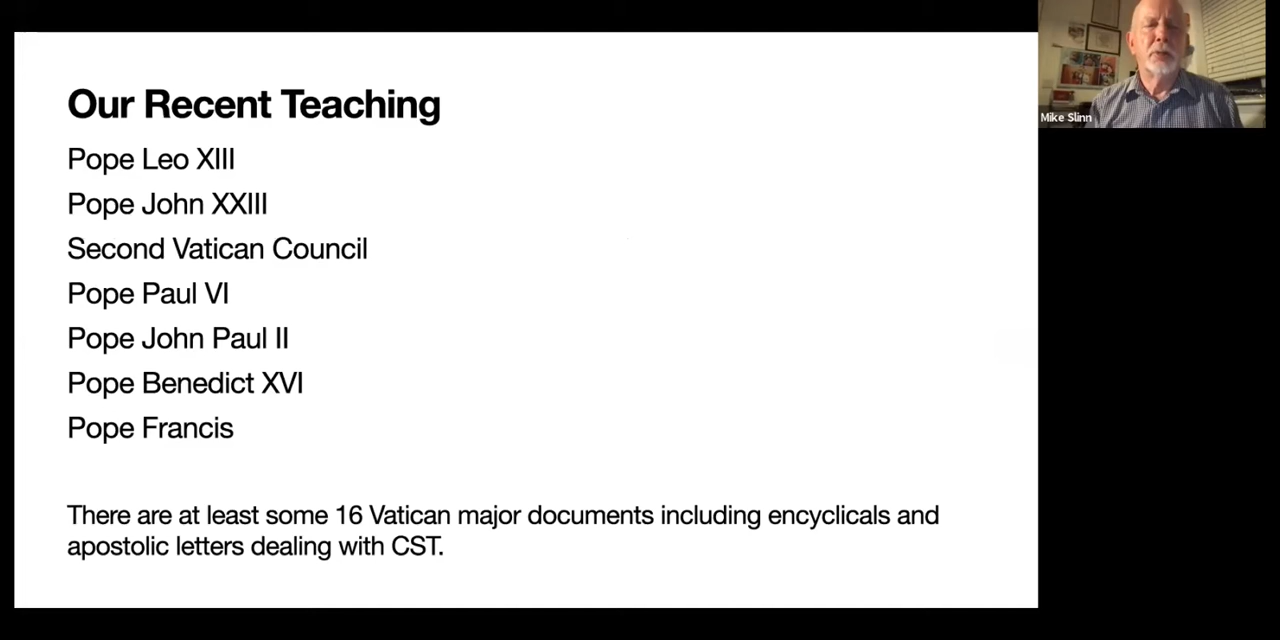 Our Recent Teaching
Pope Leo XIII
Pope John XXIII
Second Vatican Council
Pope Paul VI
Pope John Paul II
Pope Benedict XVI
Pope Francis
There are at least some 16 Vatican major documents including encyclicals and
apostolic letters dealing with CST.
Mike Slinn